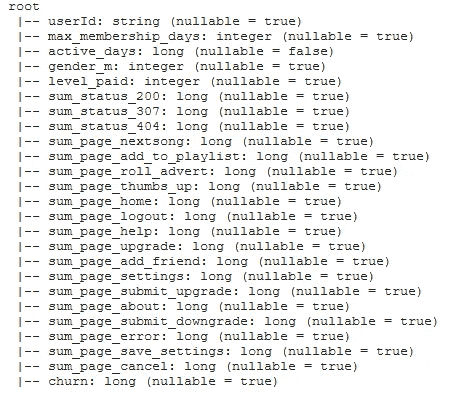 root
|-- userId: string (nullable = true)
|-- max_membership_days: integer (nullable = true)
|-- active_days: long (nullable = false)
|-- gender_m: integer (nullable = true)
|-- level_paid: integer (nullable = true)
|-- sum_status_200: long (nullable = true)
|-- sum_status_307: long (nullable = true)
|-- sum_status_404: long (nullable = true)
|-- sum_page_nextsong: long (nullable = true)
|-- sum_page_add_to_playlist: long (nullable = true)
|-- sum_page_roll_advert: long (nullable = true)
|-- sum_page_thumbs_up: long (nullable = true)
|-- sum_page_home: long (nullable = true)
|-- sum_page_logout: long (nullable = true)
|-- sum_page_help: long (nullable = true)
|-- sum_page_upgrade: long (nullable = true)
|-- sum_page_add_friend: long (nullable = true)
|-- sum_page_settings: long (nullable = true)
|-- sum_page_submit_upgrade: long (nullable = true)
|-- sum_page_about: long (nullable = true)
|-- sum_page_submit_downgrade: long (nullable = true)
|-- sum_page_error: long (nullable = true)
|-- sum_page_save_settings: long (nullable = true)
|-- sum_page_cancel: long (nullable = true)
|-- churn: long (nullable = true)